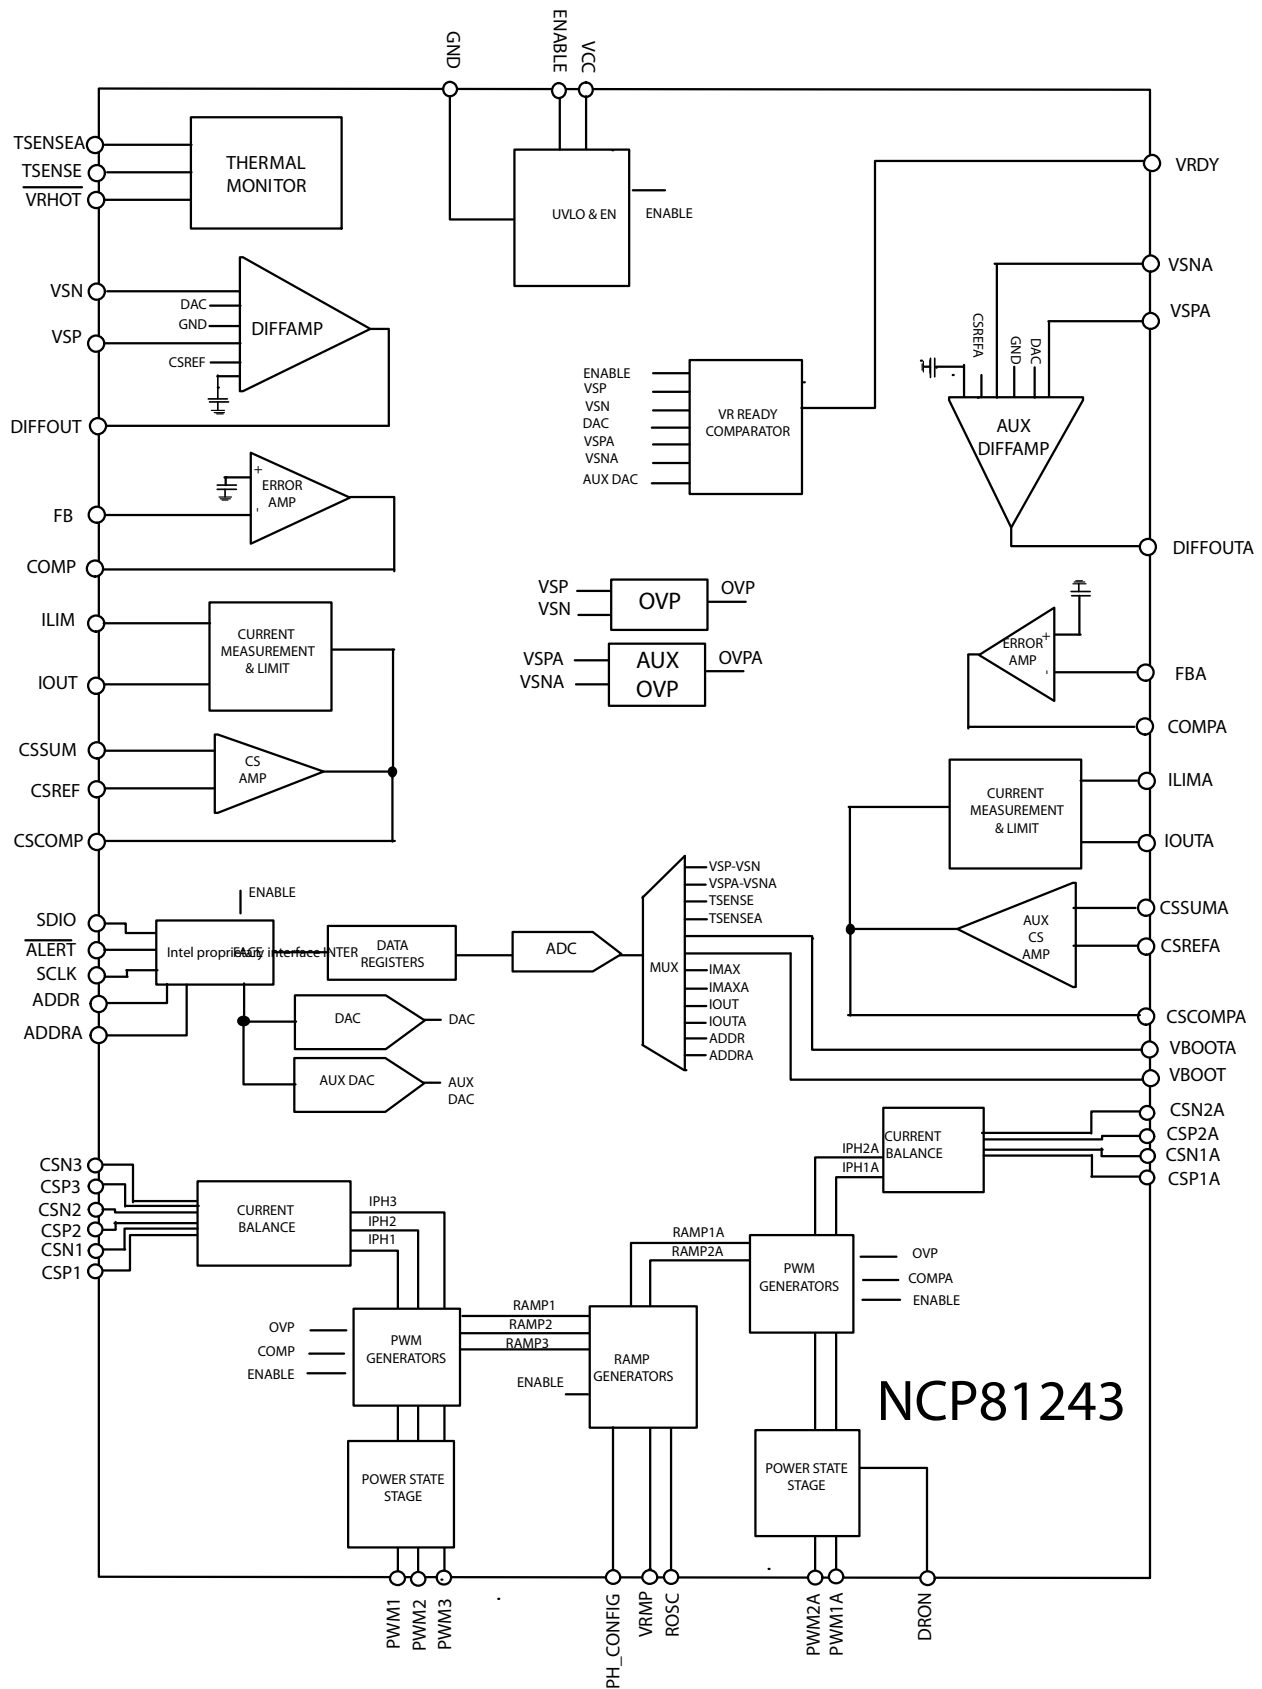 GND
ENABLE
VCC
TSENSEA
TSENSE
VRHOT
THERMAL
MONITOR
UVLO & EN
ENABLE
VRDY
VSN
DAC
GND
VSP
CSREF
DIFFAMP
DIFFOUT
VSNA
VSPA
CSREFA
GND
DAC
AUX
DIFFAMP
DIFFOUTA
ENABLE
VSP
VSN
DAC
VSPA
VSNA
AUX DAC
VR READY
COMPARATOR
+
ERROR
AMP
-
FB
COMP
VSP
VSN
OVP
OVP
VSPA
VSNA
AUX
OVP
OVPA
ERROR
AMP
+
-
FBA
COMPA
ILIM
IOUT
CURRENT
MEASUREMENT
& LIMIT
CSSUM
CSREF
CS
AMP
CSCOMP
CURRENT
MEASUREMENT
& LIMIT
ILIMA
IOUTA
AUX
CS
AMP
CSSUMA
CSREFA
CSCOMPA
VBOOTA
VBOOT
ENABLE
SDIO
ALERT
SCLK
ADDR
ADDRA
Intel proprietary interface INTER
FACE
DATA
REGISTERS
ADC
MUX
VSP-VSN
VSPA-VSNA
TSENSE
TSENSEA
IMAX
IMAXA
IOUT
IOUTA
ADDR
ADDRA
DAC
DAC
AUX DAC
AUX
DAC
CSN2A
CSP2A
CSN1A
CSP1A
CURRENT
BALANCE
IPH2A
IPH1A
CSN3
CSP3
CSN2
CSP2
CSN1
CSP1
CURRENT
BALANCE
IPH3
IPH2
IPH1
RAMP1A
RAMP2A
PWM
GENERATORS
OVP
COMPA
ENABLE
OVP
COMP
ENABLE
PWM
GENERATORS
RAMP1
RAMP2
RAMP3
ENABLE
RAMP
GENERATORS
NCP81243
POWER STATE
STAGE
POWER STATE
STAGE
PWM1
PWM2
PWM3
PH_CONFIG
VRMP
ROSC
PWM2A
PWM1A
DRON